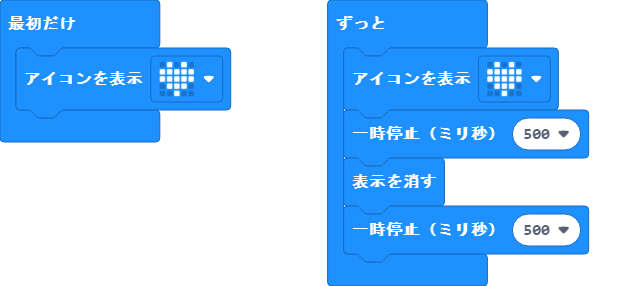 最初だけ
アイコンを表示
ずっと
アイコンを表示
一時停止（ミリ秒） 500
表示を消す
一時停止（ミリ秒） 500